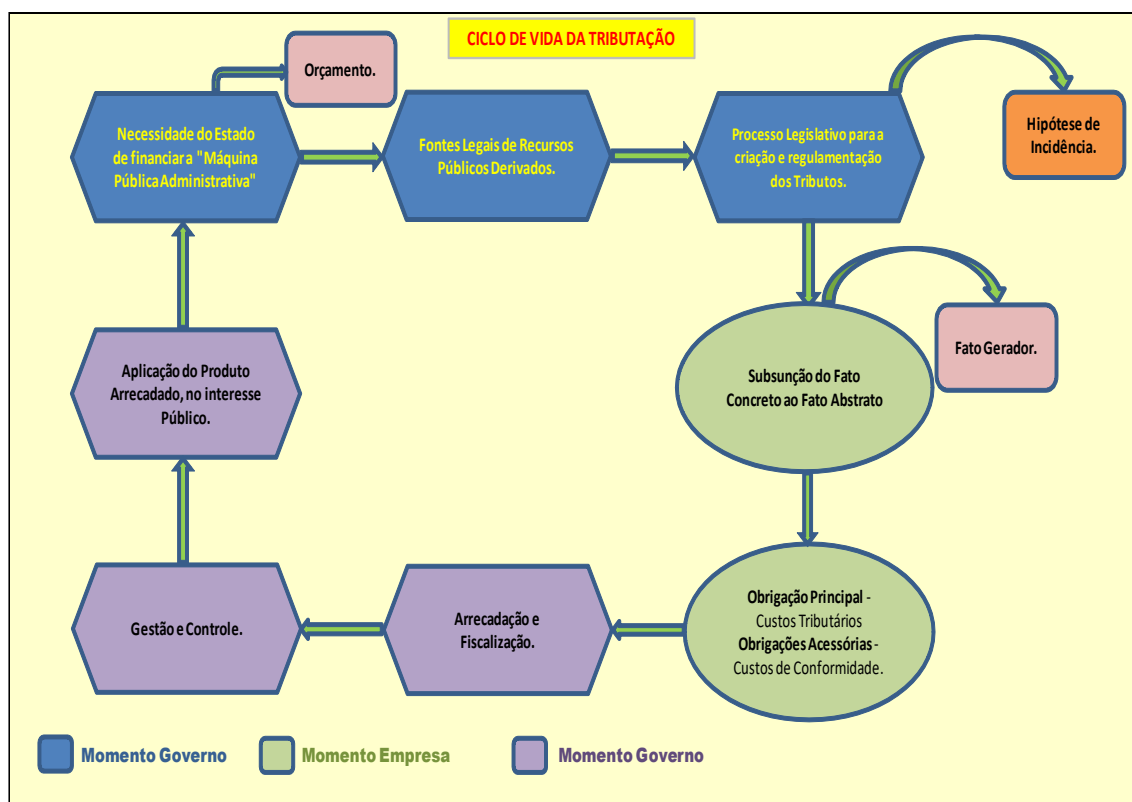 CICLO DE VIDA DA TRIBUTAÇÃO
Orçamento.
Necessidade do Estado
de financiar a "Máquina
Pública Administrativa"
Fontes Legais de Recursos
Públicos Derivados.
Processo Legislativo para a
criação e regulamentação
dos Tributos.
Hipótese de
Incidência.
Fato Gerador.
Subsunção do Fato
Concreto ao Fato Abstrato
Aplicação do Produto
Arrecadado, no interesse
Público.
Obrigação Principal -
Custos Tributários
Obrigações Acessórias -
Custos de Conformidade.
Arrecadação e
Fiscalização.
Gestão e Controle.
Momento Governo
Momento Empresa
Momento Governo